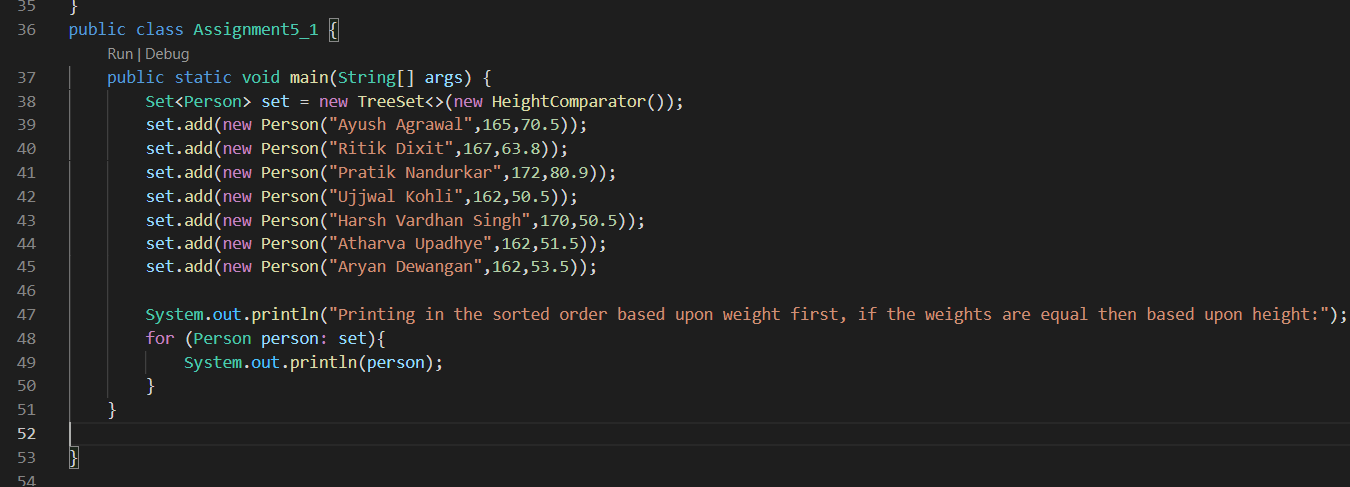 35 }
36 public class Assignment5_1 {
Run | Debug
37 public static void main(String[] args) {
38 Set<Person> set = new TreeSet<>(new HeightComparator());
39 set.add(new Person("Ayush Agrawal",165,70.5));
40 set.add(new Person("Ritik Dixit",167,63.8));
41 set.add(new Person("Pratik Nandurkar",172,80.9));
42 set.add(new Person("Ujjwal Kohli",162,50.5));
43 set.add(new Person("Harsh Vardhan Singh",170,50.5));
44 set.add(new Person("Atharva Upadhye",162,51.5));
45 set.add(new Person("Aryan Dewangan",162,53.5));
46
47 System.out.println("Printing in the sorted order based upon weight first, if the weights are equal then based upon height:");
48 for (Person person: set){
49 System.out.println(person);
50 }
51 }
52
53 }
54